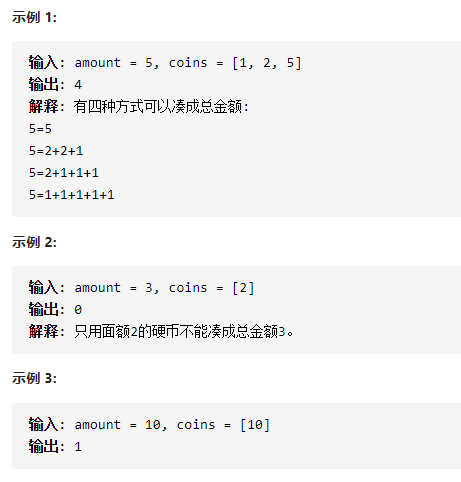 示例 1:
输入: amount = 5, coins = [1, 2, 5]
输出: 4
解释: 有四种方式可以凑成总金额:
5=5
5=2+2+1
5=2+1+1+1
5=1+1+1+1+1
示例 2:
输入: amount = 3, coins = [2]
输出: 0
解释: 只用面额2的硬币不能凑成总金额3。
示例 3:
输入: amount = 10, coins = [10]
输出: 1